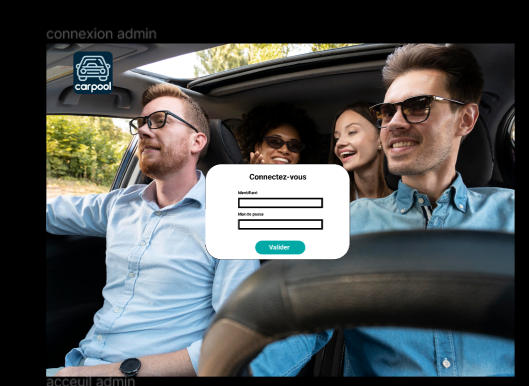 connexion admin
carpool
Connectez-vous
Identifiant
Mot de passe
Valider
acceuil admin